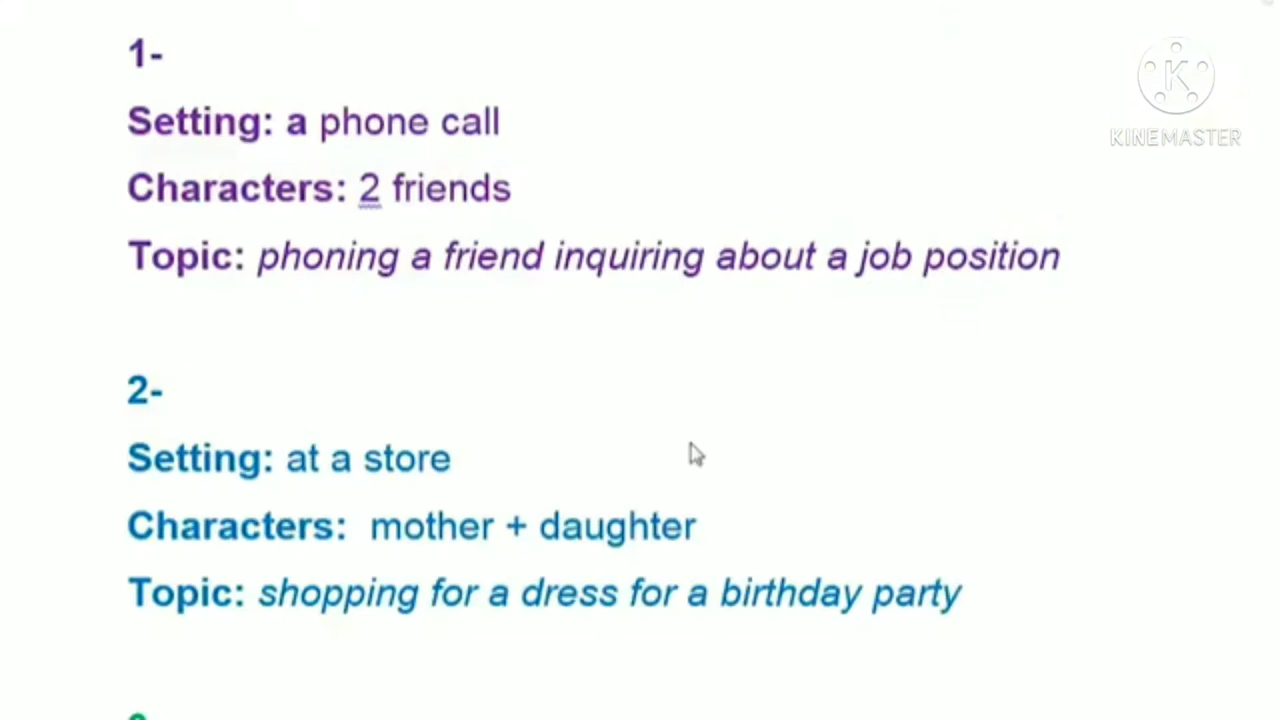 1-
Setting: a phone call
Characters: 2 friends
Topic: phoning a friend inquiring about a job position
2-
Setting: at a store
Characters: mother + daughter
Topic: shopping for a dress for a birthday party
K
KINEMASTER